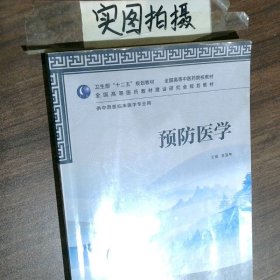 实图拍摄
卫生部“十二五”规划教材 全国高等中医药院校教材
全国高等医药教材建设研究会规划教材
供中西医临床医学专业用
预防医学
主编